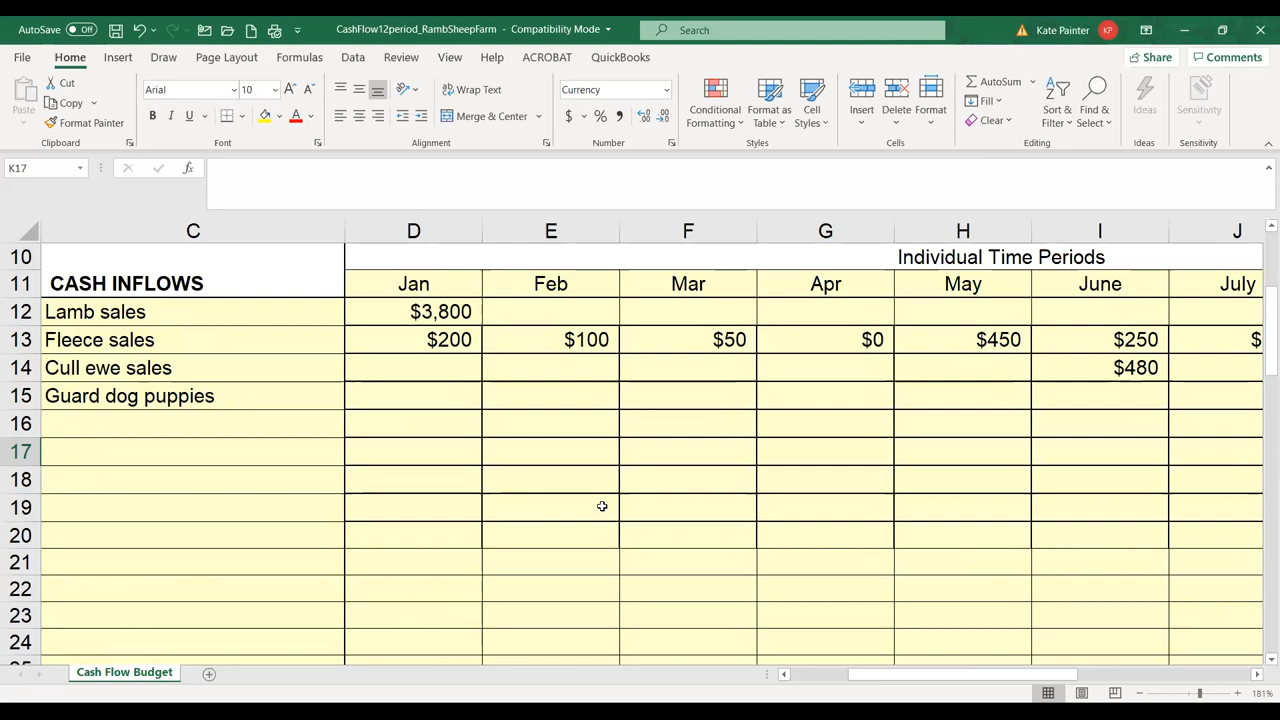 AutoSave Off CashFlow12period_RambSheepFarm - Compatibility Mode Search Kate Painter KP
File Home Insert Draw Page Layout Formulas Data Review View Help ACROBAT QuickBooks Share Comments
Paste Cut Copy Format Painter Clipboard
Arial 10 A A B I U A Font
Wrap Text Merge & Center Alignment
Currency $ % , Number
Conditional Formatting Format as Table Cell Styles Styles
Insert Delete Format Cells
AutoSum Fill Clear Sort & Filter Find & Select Editing
Ideas Ideas
Sensitivity Sensitivity
K17 fx
C D E F G H I J
10 Individual Time Periods
11 CASH INFLOWS Jan Feb Mar Apr May June July
12 Lamb sales $3,800
13 Fleece sales $200 $100 $50 $0 $450 $250 $
14 Cull ewe sales $480
15 Guard dog puppies
16
17
18
19
20
21
22
23
24
Cash Flow Budget
181%